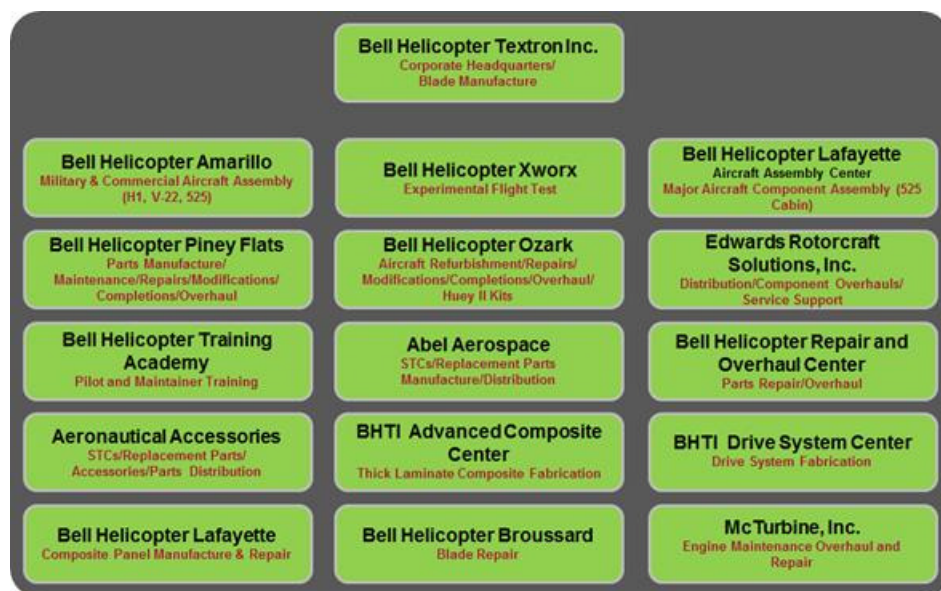 Bell Helicopter Textron Inc.
Corporate Headquarters/
Blade Manufacture
Bell Helicopter Amarillo
Military & Commercial Aircraft Assembly
(H1, V-22, 525)
Bell Helicopter Xworx
Experimental Flight Test
Bell Helicopter Lafayette
Aircraft Assembly Center
Major Aircraft Component Assembly (525
Cabin)
Bell Helicopter Piney Flats
Parts Manufacture/
Maintenance/Repairs/Modifications/
Completions/Overhaul
Bell Helicopter Ozark
Aircraft Refurbishment/Repairs/
Modifications/Completions/Overhaul/
Huey II Kits
Edwards Rotorcraft
Solutions, Inc.
Distribution/Component Overhauls/
Service Support
Bell Helicopter Training
Academy
Pilot and Maintainer Training
Abel Aerospace
STCs/Replacement Parts
Manufacture/Distribution
Bell Helicopter Repair and
Overhaul Center
Parts Repair/Overhaul
Aeronautical Accessories
STCs/Replacement Parts/
Accessories/Parts Distribution
BHTI Advanced Composite
Center
Thick Laminate Composite Fabrication
BHTI Drive System Center
Drive System Fabrication
Bell Helicopter Lafayette
Composite Panel Manufacture & Repair
Bell Helicopter Broussard
Blade Repair
McTurbine, Inc.
Engine Maintenance Overhaul and
Repair